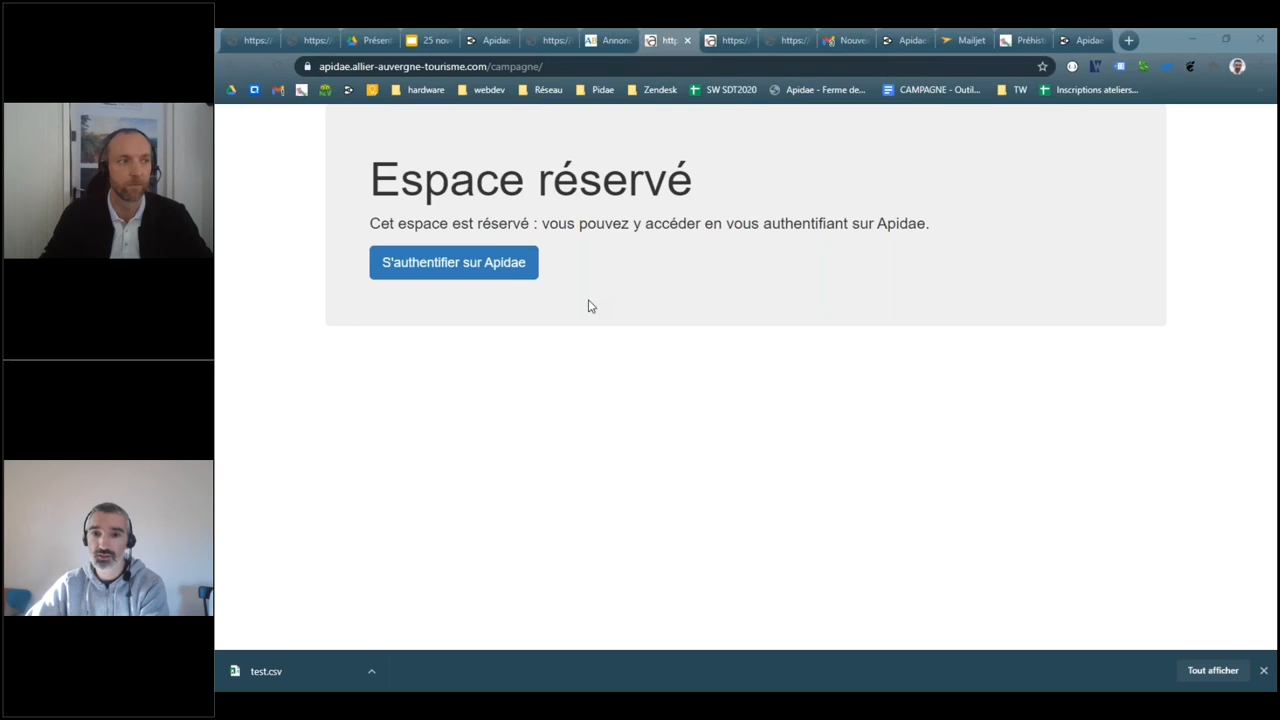 https:/
https:/
Présen
25 nov
Apidae
https:/
AB Annonc
http
https:/
https:/
Nouve
Apidae
Mailjet
Préhist
Apidae
apidae.allier-auvergne-tourisme.com/campagne/
hardware
webdev
Réseau
Pidae
Zendesk
SW SDT2020
Apidae - Ferme de...
CAMPAGNE - Outil...
TW
Inscriptions ateliers...
Espace réservé
Cet espace est réservé : vous pouvez y accéder en vous authentifiant sur Apidae.
S'authentifier sur Apidae
test.csv
Tout afficher